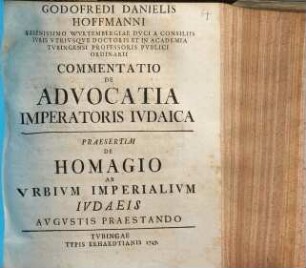 GODOFREDI DANIELIS
HOFFMANNI
SERENISSIMO WVRTEMBERGIAE DVCI A CONSILIIS
IVRIS VTRIVSQVE DOCTORIS ET IN ACADEMIA
TVBINGENSI PROFESSORIS PVBLICI
ORDINARII
COMMENTATIO
DE
ADVOCATIA
IMPERATORIS IVDAICA
PRAESERTIM
DE
HOMAGIO
AB
VRBIVM IMPERIALIVM
IVDAEIS
AVGVSTIS PRAESTANDO
TVBINGAE
TYPIS ERHARDTIANIS